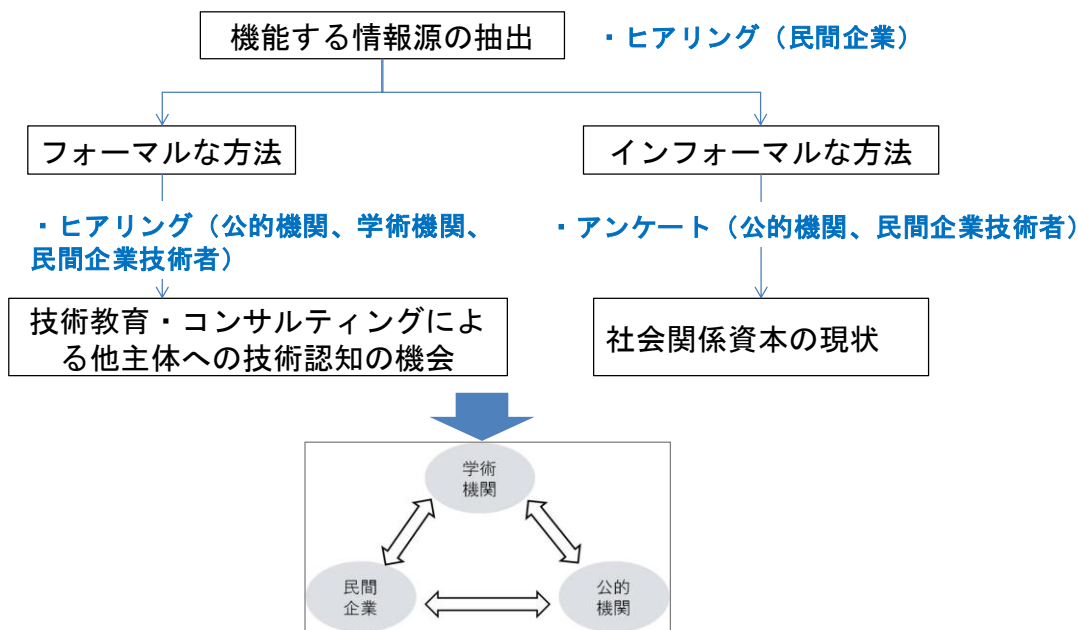 機能する情報源の抽出
・ヒアリング（民間企業）
フォーマルな方法
インフォーマルな方法
・ヒアリング（公的機関、学術機関、
民間企業技術者）
・アンケート（公的機関、民間企業技術者）
技術教育・コンサルティングによ
る他主体への技術認知の機会
社会関係資本の現状
学術
機関
民間
企業
公的
機関